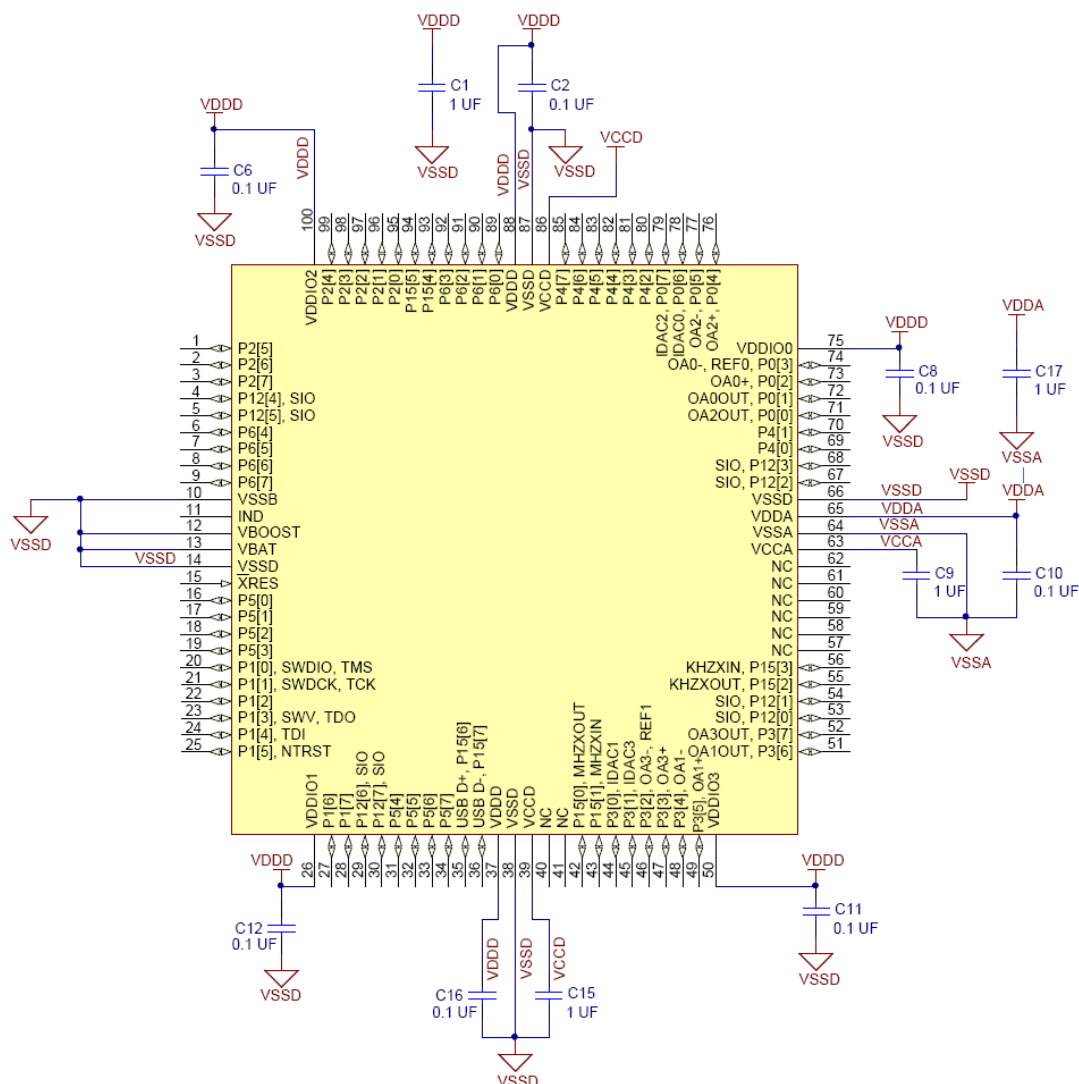 VDDD
VDDD
C1
1 UF
C2
0.1 UF
VDDD
VCCD
C6
0.1 UF
VDDD
VDDD
VSSD
VSSD
VSSD
VSSD
100
99
98
97
96
95
94
93
92
91
90
89
88
87
86
85
84
83
82
81
80
79
78
77
76
VDDIO2
P2[4]
P2[3]
P2[2]
P2[1]
P2[0]
P15[5]
P15[4]
P6[3]
P6[2]
P6[1]
P6[0]
VDDD
VSSD
VCCD
P4[7]
P4[6]
P4[5]
P4[4]
P4[3]
P4[2]
IDAC2, P0[7]
IDAC0, P0[6]
OA2-, P0[5]
OA2+, P0[4]
1 P2[5]
2 P2[6]
3 P2[7]
4 P12[4], SIO
5 P12[5], SIO
6 P6[4]
7 P6[5]
8 P6[6]
9 P6[7]
10 VSSB
11 IND
12 VBOOST
13 VBAT
VSSD 14 VSSD
15 XRES
16 P5[0]
17 P5[1]
18 P5[2]
19 P5[3]
20 P1[0], SWDIO, TMS
21 P1[1], SWDCK, TCK
22 P1[2]
23 P1[3], SWV, TDO
24 P1[4], TDI
25 P1[5], NTRST
VSSD
VDDIO0 75
OA0-, REF0, P0[3] 74
OA0+, P0[2] 73
OA0OUT, P0[1] 72
OA2OUT, P0[0] 71
P4[1] 70
P4[0] 69
SIO, P12[3] 68
SIO, P12[2] 67
VSSD 66 VSSD
VDDA 65 VDDA
VSSA 64 VSSA
VCCA 63 VCCA
NC 62
NC 61
NC 60
NC 59
NC 58
NC 57
KHZXIN, P15[3] 56
KHZXOUT, P15[2] 55
SIO, P12[1] 54
SIO, P12[0] 53
OA3OUT, P3[7] 52
OA1OUT, P3[6] 51
VDDD
C8
0.1 UF
VSSD
VDDA
C17
1 UF
VSSA
VSSD
VDDA
C9
1 UF
C10
0.1 UF
VSSA
VDDIO1
P1[6]
P1[7]
P12[6], SIO
P12[7], SIO
P5[4]
P5[5]
P5[6]
P5[7]
USB D+, P15[6]
USB D-, P15[7]
VDDD
VSSD
VCCD
NC
NC
P15[0], MHZXOUT
P15[1], MHZXIN
P3[0], IDAC1
P3[1], IDAC3
P3[2], OA3-, REF1
P3[3], OA3+
P3[4], OA1-
P3[5], OA1+
VDDIO3
26
27
28
29
30
31
32
33
34
35
36
37
38
39
40
41
42
43
44
45
46
47
48
49
50
VDDD
C12
0.1 UF
VSSD
VDDD
VSSD
VCCD
C16
0.1 UF
C15
1 UF
VSSD
VDDD
C11
0.1 UF
VSSD